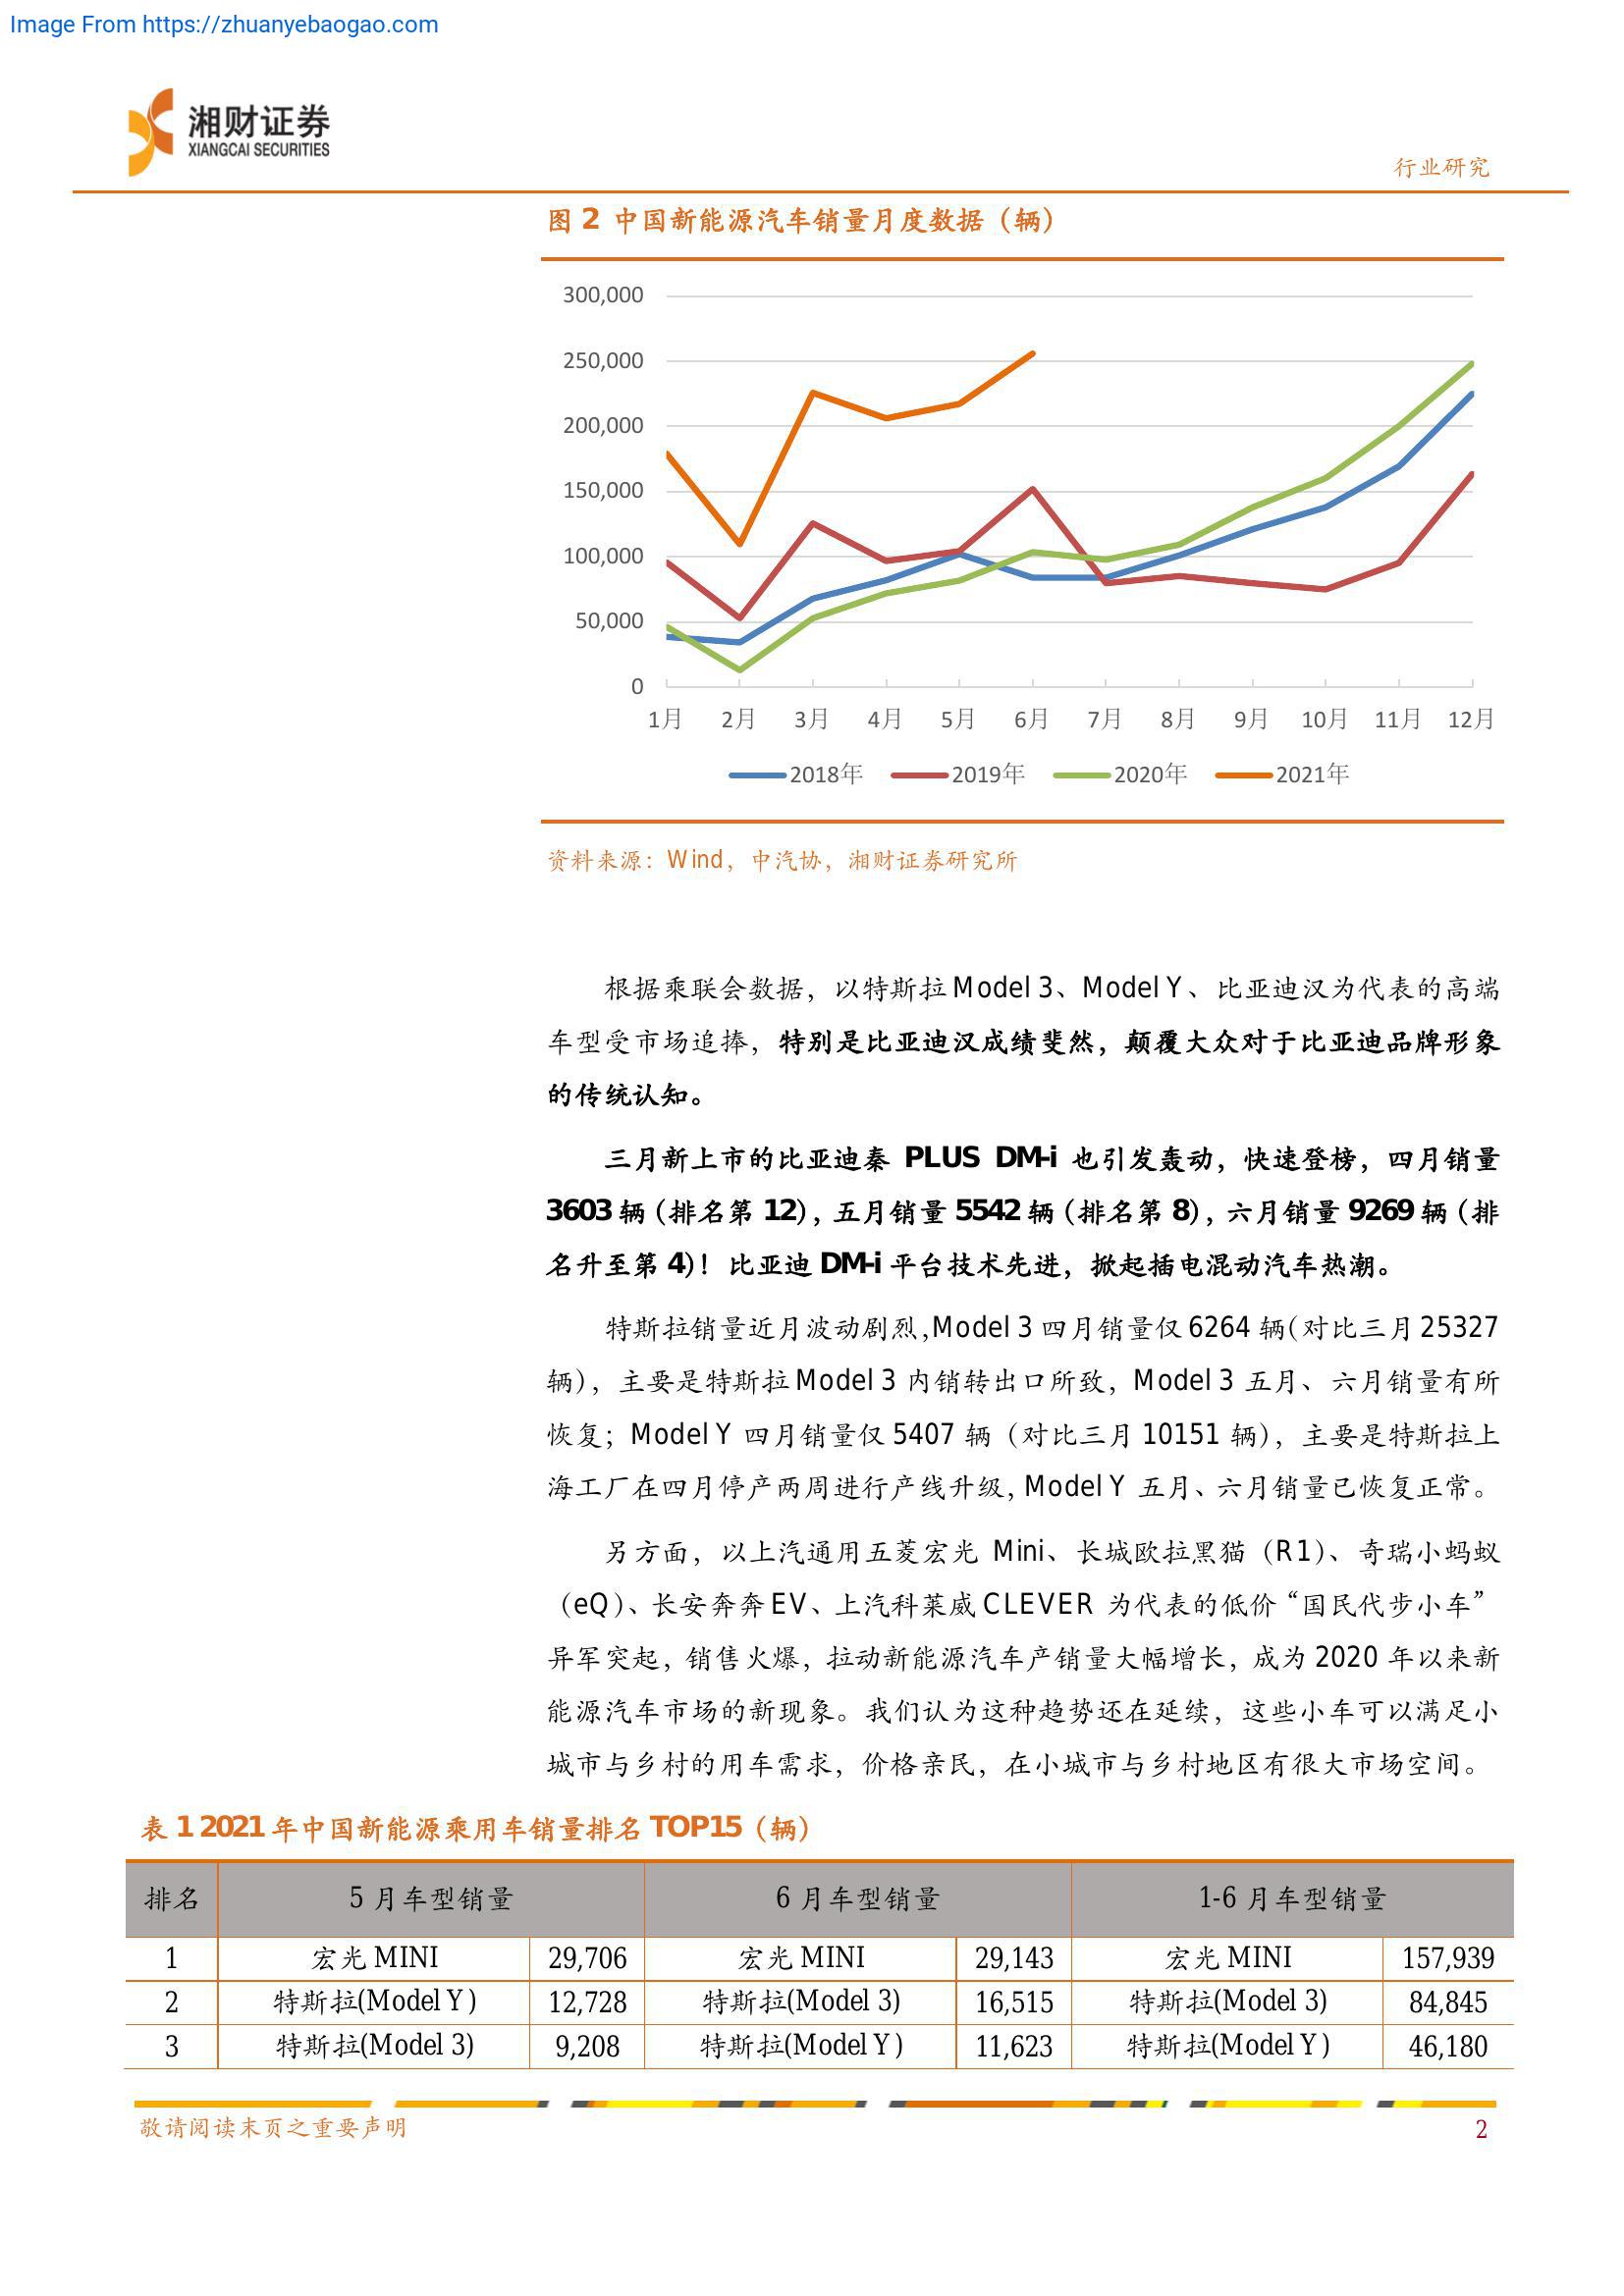 Image From https://zhuanyebaogao.com
湘财证券
XIANGCAI SECURITIES
行业研究
图 2 中国新能源汽车销量月度数据（辆）
300,000
250,000
200,000
150,000
100,000
50,000
0
1月 2月 3月 4月 5月 6月 7月 8月 9月 10月 11月 12月
2018年 2019年 2020年 2021年
资料来源：Wind，中汽协，湘财证券研究所
根据乘联会数据，以特斯拉 Model 3、Model Y、比亚迪汉为代表的高端
车型受市场追捧，特别是比亚迪汉成绩斐然，颠覆大众对于比亚迪品牌形象
的传统认知。
三月新上市的比亚迪秦 PLUS DM-i 也引发轰动，快速登榜，四月销量
3603 辆（排名第 12），五月销量 5542 辆（排名第 8），六月销量 9269 辆（排
名升至第 4）！比亚迪 DM-i 平台技术先进，掀起插电混动汽车热潮。
特斯拉销量近月波动剧烈，Model 3 四月销量仅 6264 辆（对比三月 25327
辆），主要是特斯拉 Model 3 内销转出口所致，Model 3 五月、六月销量有所
恢复；Model Y 四月销量仅 5407 辆（对比三月 10151 辆），主要是特斯拉上
海工厂在四月停产两周进行产线升级，Model Y 五月、六月销量已恢复正常。
另方面，以上汽通用五菱宏光 Mini、长城欧拉黑猫（R1）、奇瑞小蚂蚁
（eQ）、长安奔奔 EV、上汽科莱威 CLEVER 为代表的低价“国民代步小车”
异军突起，销售火爆，拉动新能源汽车产销量大幅增长，成为 2020 年以来新
能源汽车市场的新现象。我们认为这种趋势还在延续，这些小车可以满足小
城市与乡村的用车需求，价格亲民，在小城市与乡村地区有很大市场空间。
表 1 2021 年中国新能源乘用车销量排名 TOP15（辆）
排名 5 月车型销量 6 月车型销量 1-6 月车型销量
1 宏光 MINI 29,706 宏光 MINI 29,143 宏光 MINI 157,939
2 特斯拉(Model Y) 12,728 特斯拉(Model 3) 16,515 特斯拉(Model 3) 84,845
3 特斯拉(Model 3) 9,208 特斯拉(Model Y) 11,623 特斯拉(Model Y) 46,180
敬请阅读末页之重要声明
2